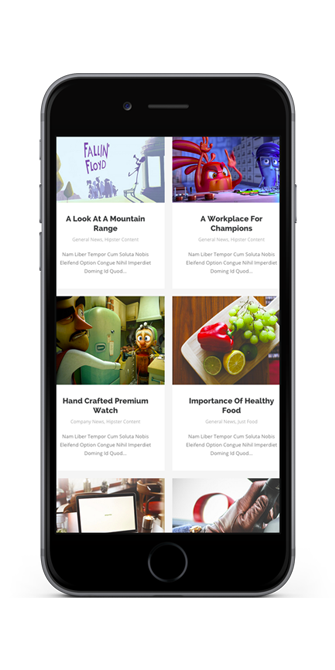 FALLIN'
FLOYD
A Look At A Mountain
Range
General News, Hipster Content
Nam Liber Tempor Cum Soluta Nobis
Eleifend Option Congue Nihil Imperdiet
Doming Id Quod...
A Workplace For
Champions
General News, Hipster Content
Nam Liber Tempor Cum Soluta Nobis
Eleifend Option Congue Nihil Imperdiet
Doming Id Quod...
Hand Crafted Premium
Watch
Company News, Hipster Content
Nam Liber Tempor Cum Soluta Nobis
Eleifend Option Congue Nihil Imperdiet
Doming Id Quod...
Importance Of Healthy
Food
General News, Just Food
Nam Liber Tempor Cum Soluta Nobis
Eleifend Option Congue Nihil Imperdiet
Doming Id Quod...